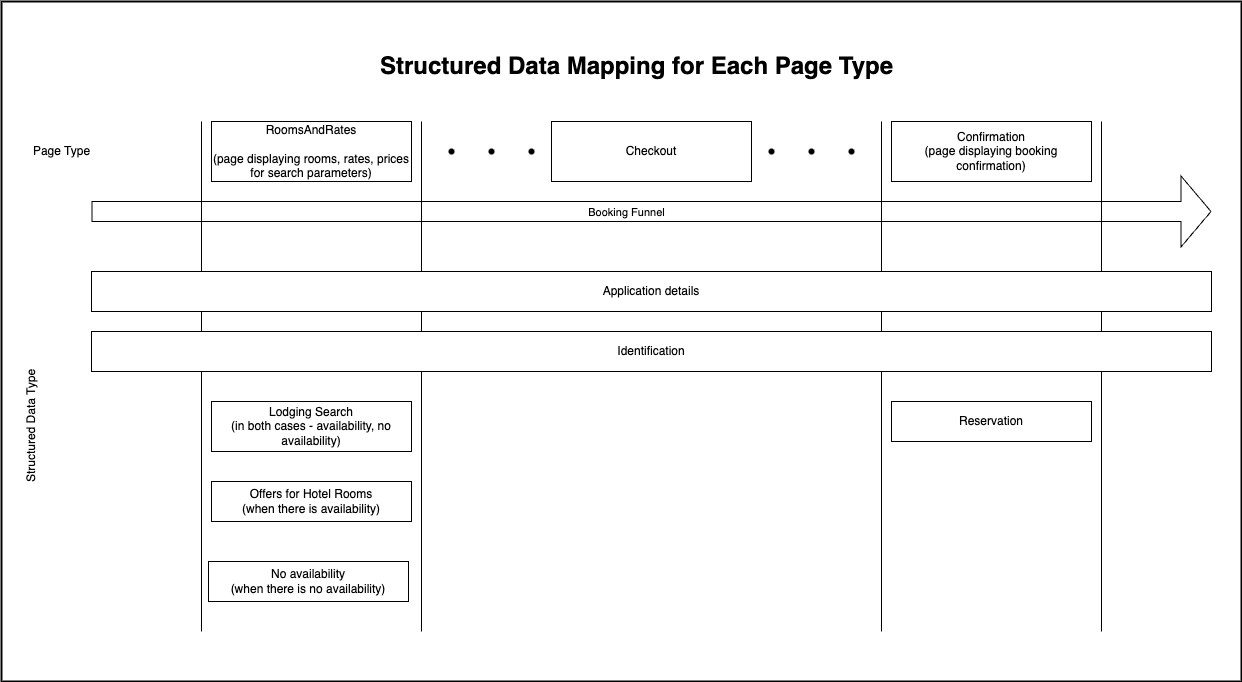 Structured Data Mapping for Each Page Type
Page Type
RoomsAndRates
(page displaying rooms, rates, prices
for search parameters)
Checkout
Confirmation
(page displaying booking
confirmation)
Booking Funnel
Application details
Identification
Structured Data Type
Lodging Search
(in both cases - availability, no
availability)
Reservation
Offers for Hotel Rooms
(when there is availability)
No availability
(when there is no availability)